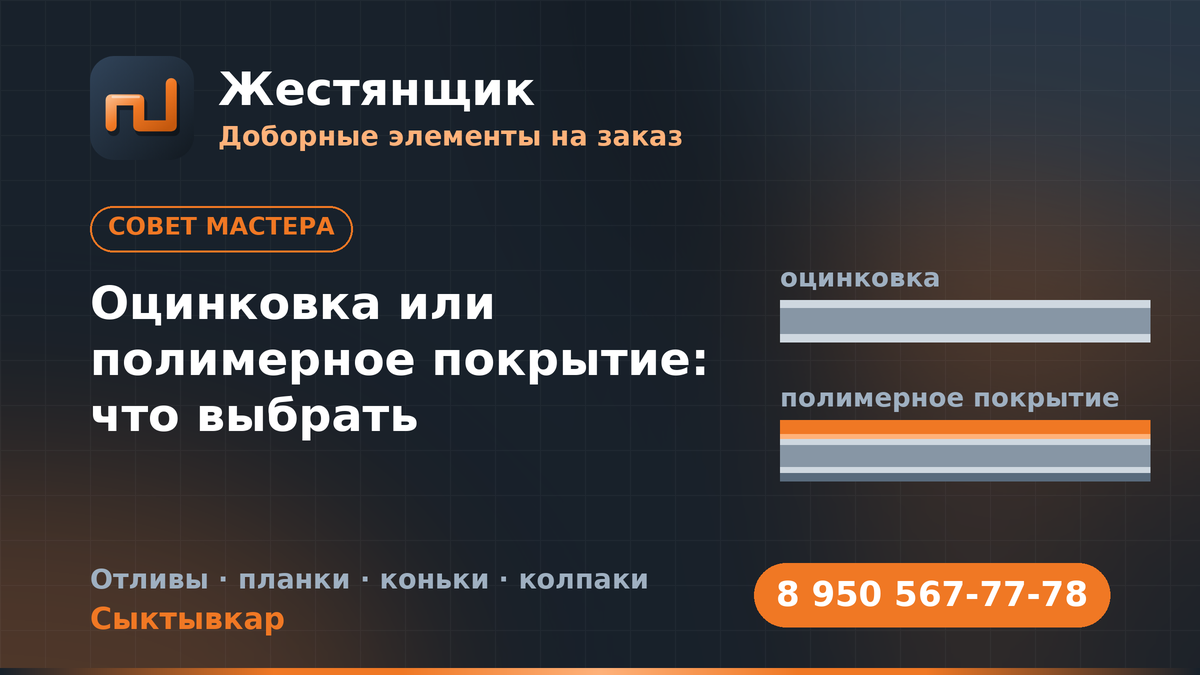 Жестянщик
Доборные элементы на заказ
СОВЕТ МАСТЕРА
Оцинковка или
полимерное покрытие:
что выбрать
оцинковка
полимерное покрытие
Отливы · планки · коньки · колпаки
Сыктывкар
8 950 567-77-78